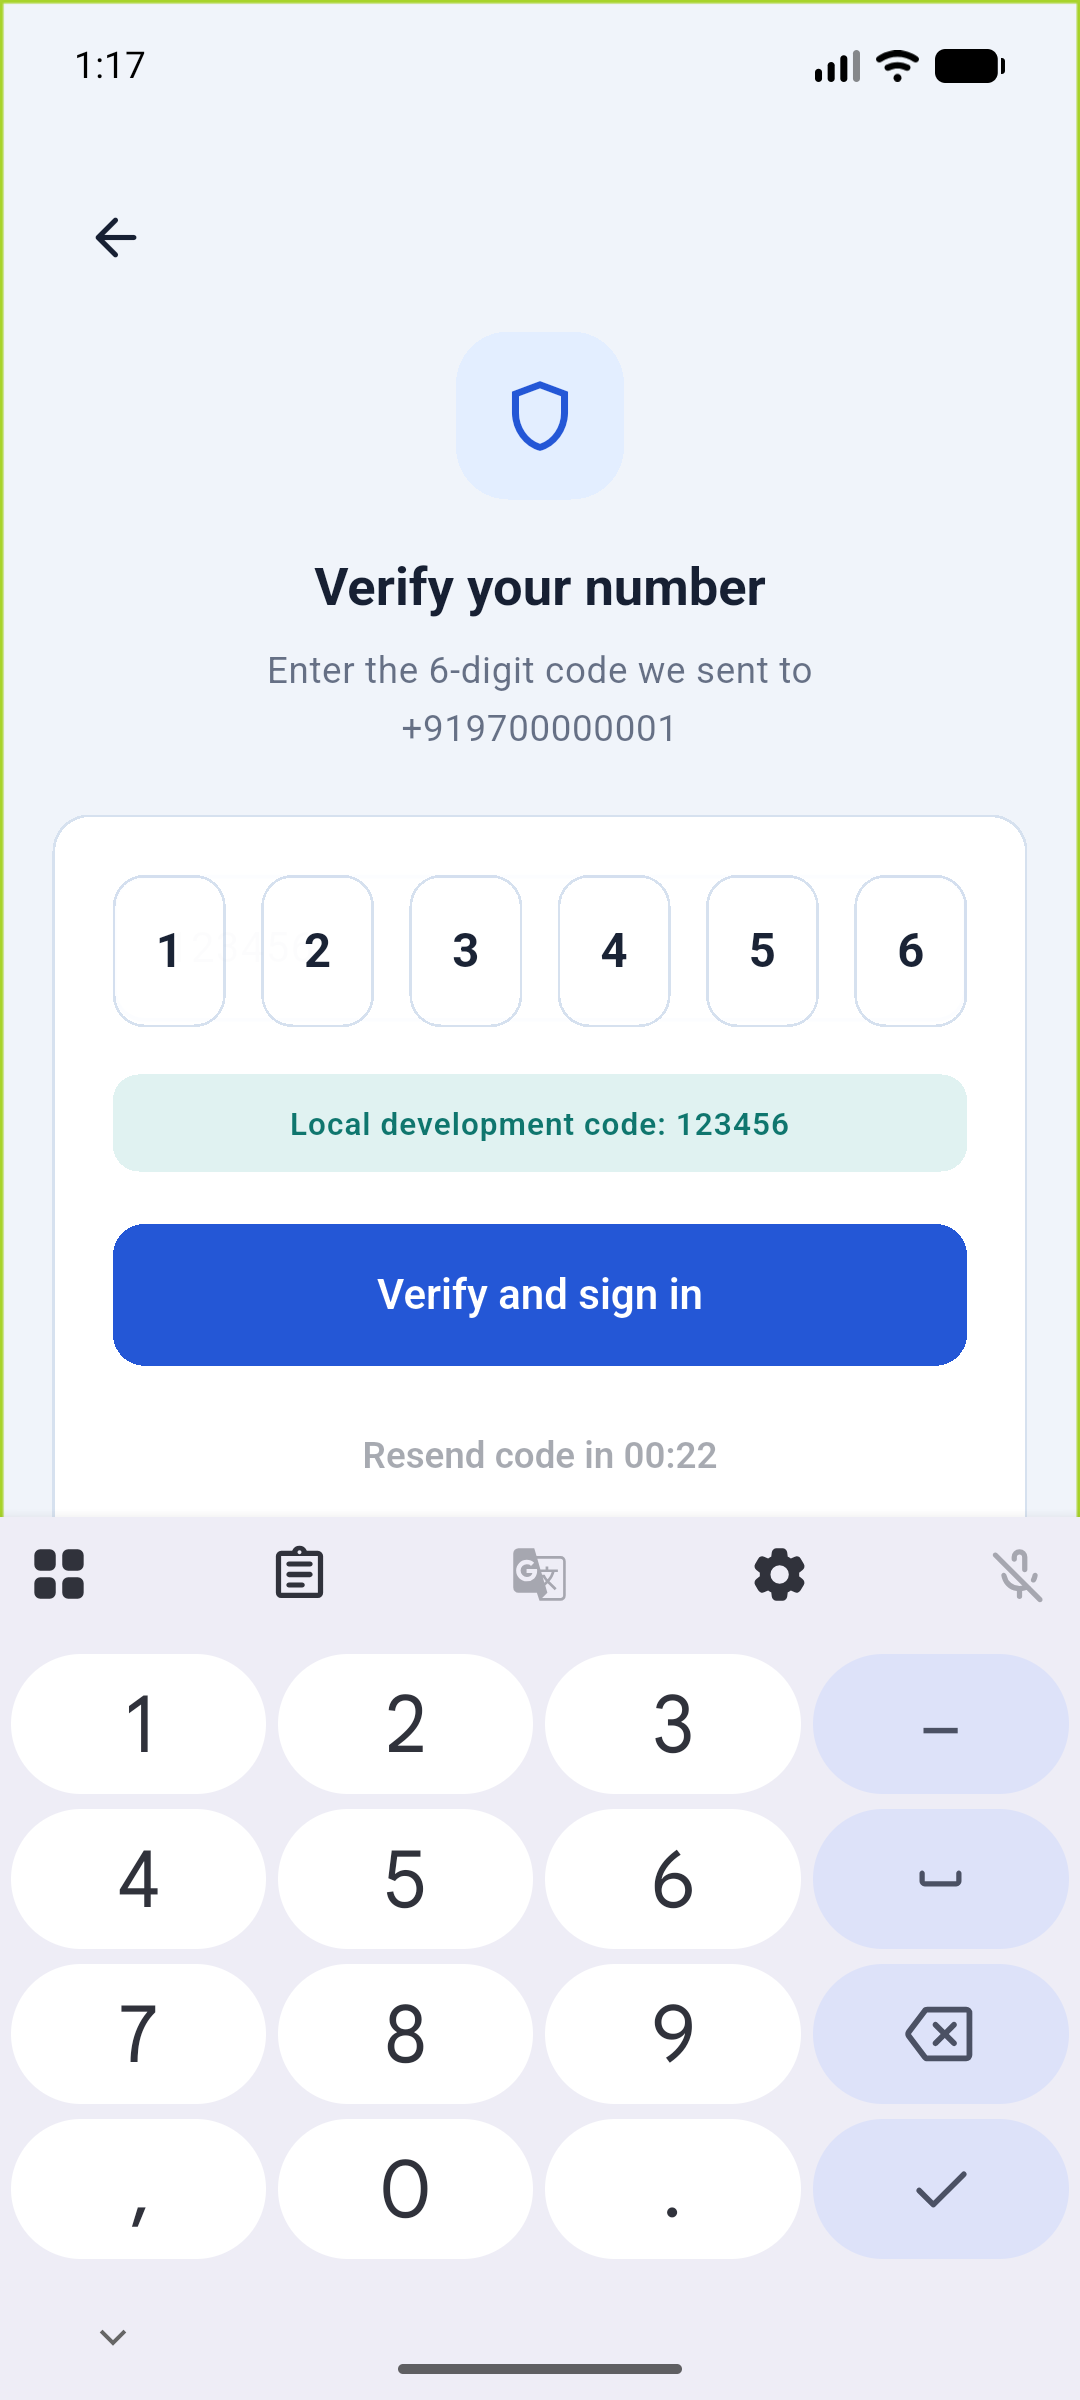 1:17
Verify your number
Enter the 6-digit code we sent to
+919700000001
1 2 3 4 5 6
Local development code: 123456
Verify and sign in
Resend code in 00:22
1 2 3 –
4 5 6
7 8 9
, 0 .